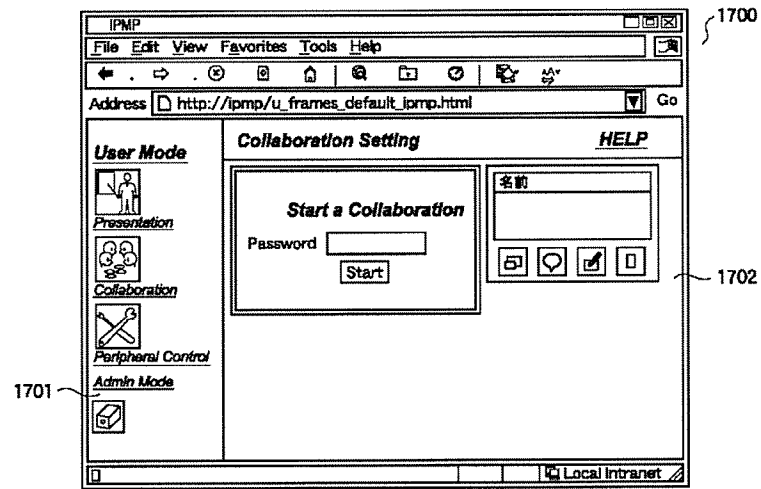 IPMP
1700
File Edit View Favorites Tools Help
Address http://ipmp/u_frames_default_ipmp.html Go
User Mode
Presentation
Collaboration
Peripheral Control
Admin Mode
1701
Collaboration Setting HELP
Start a Collaboration
Password
Start
名前
1702
Local intranet